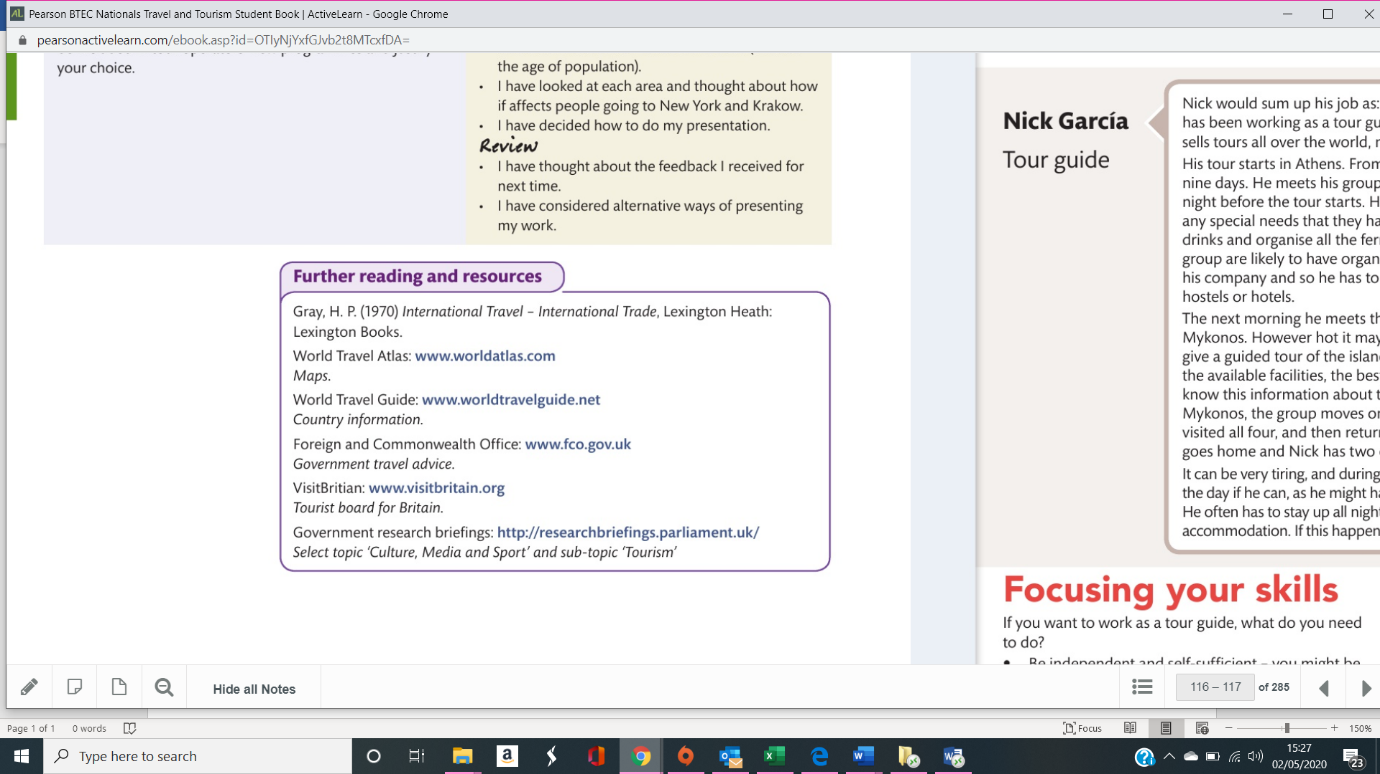 Pearson BTEC Nationals Travel and Tourism Student Book | ActiveLearn - Google Chrome
pearsonactivelearn.com/ebook.asp?id=OTIyNjYxfGJvb2t8MTcxfDA=
your choice.
the age of population).
• I have looked at each area and thought about how
if affects people going to New York and Krakow.
• I have decided how to do my presentation.
Review
• I have thought about the feedback I received for
next time.
• I have considered alternative ways of presenting
my work.
Further reading and resources
Gray, H. P. (1970) International Travel – International Trade, Lexington Heath:
Lexington Books.
World Travel Atlas: www.worldatlas.com
Maps.
World Travel Guide: www.worldtravelguide.net
Country information.
Foreign and Commonwealth Office: www.fco.gov.uk
Government travel advice.
VisitBritian: www.visitbritain.org
Tourist board for Britain.
Government research briefings: http://researchbriefings.parliament.uk/
Select topic ‘Culture, Media and Sport’ and sub-topic ‘Tourism’
Nick García
Tour guide
Nick would sum up his job as:
has been working as a tour gu
sells tours all over the world,
His tour starts in Athens. From
nine days. He meets his group
night before the tour starts. H
any special needs that they ha
drinks and organise all the fer
group are likely to have organ
his company and so he has to
hostels or hotels.
The next morning he meets th
Mykonos. However hot it may
give a guided tour of the islan
the available facilities, the bes
know this information about t
Mykonos, the group moves on
visited all four, and then return
goes home and Nick has two
It can be very tiring, and during
the day if he can, as he might ha
He often has to stay up all night
accommodation. If this happen
Focusing your skills
If you want to work as a tour guide, what do you need
to do?
• Be independent and self-sufficient – you might be
Hide all Notes
116 – 117 of 285
Page 1 of 1 0 words
Focus
150%
Type here to search
15:27
02/05/2020
23